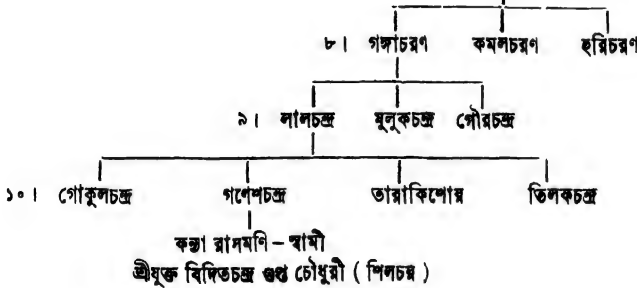 ৮। গঙ্গাচরণ কমলচরণ হরিচরণ
৯। লালচন্দ্র মুলুকচন্দ্র গৌরচন্দ্র
১০। গোকুলচন্দ্র গণেশচন্দ্র তারাকিশোর তিলকচন্দ্র
কন্যা রাসমণি – স্বামী
শ্রীযুক্ত বিদিতচন্দ্র গুপ্ত চৌধুরী ( শিলচর )